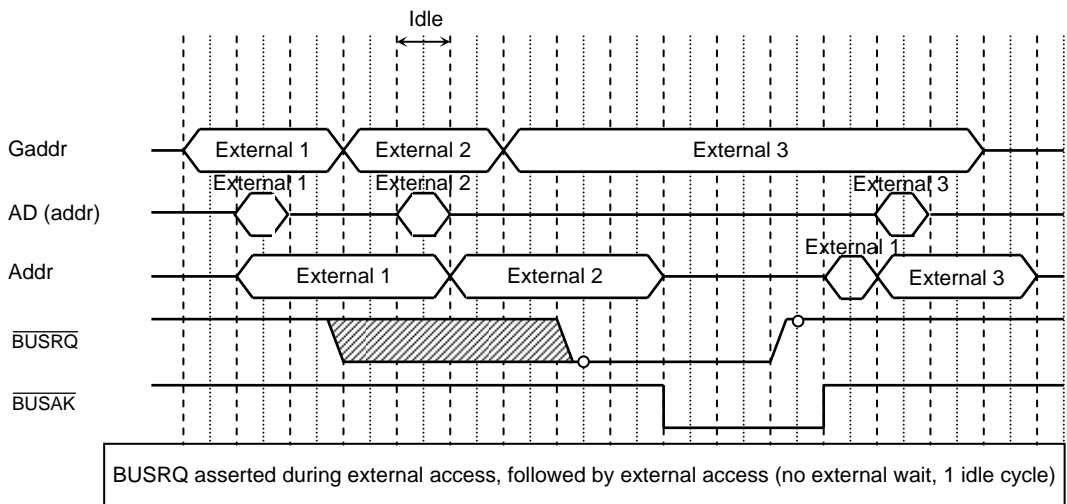 Idle
Gaddr External 1 External 2 External 3
External 1 External 2 External 3
AD (addr)
External 1
Addr External 1 External 2 External 3
BUSRQ
BUSAK
BUSRQ asserted during external access, followed by external access (no external wait, 1 idle cycle)